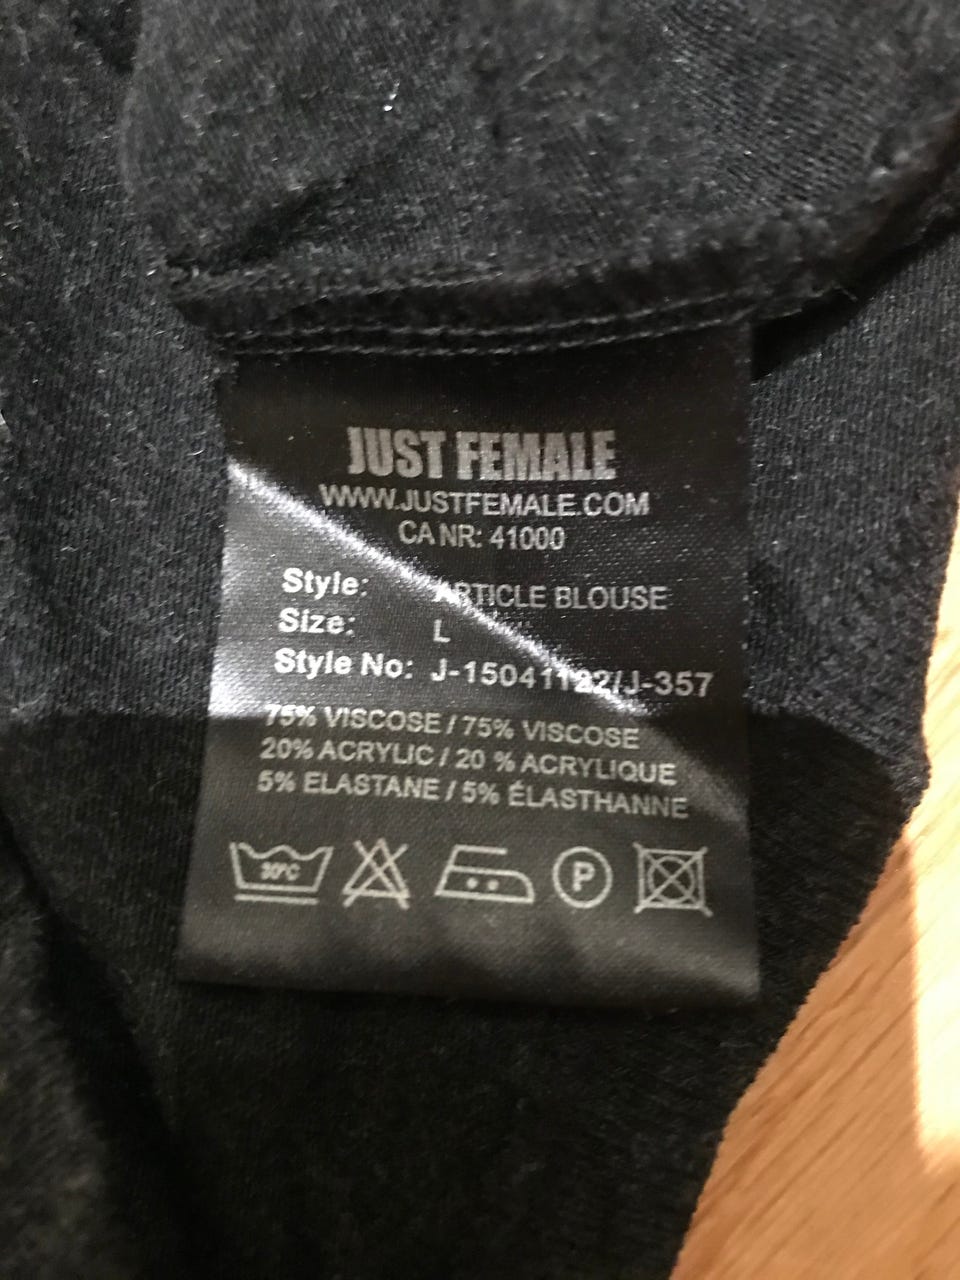 JUST FEMALE
WWW.JUSTFEMALE.COM
CA NR: 41000
Style: ARTICLE BLOUSE
Size: L
Style No: J-15041122/J-357
75% VISCOSE / 75% VISCOSE
20% ACRYLIC / 20 % ACRYLIQUE
5% ELASTANE / 5% ÉLASTHANNE
30°C
P